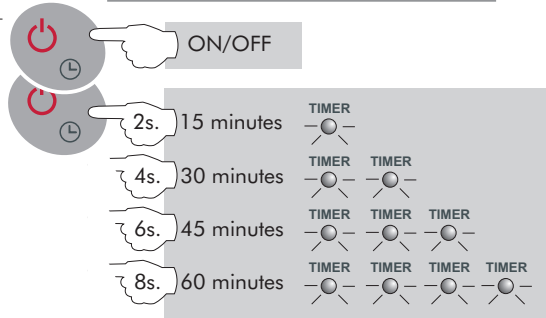 ON/OFF
TIMER
2s. 15 minutes
TIMER TIMER
4s. 30 minutes
TIMER TIMER TIMER
6s. 45 minutes
TIMER TIMER TIMER TIMER
8s. 60 minutes